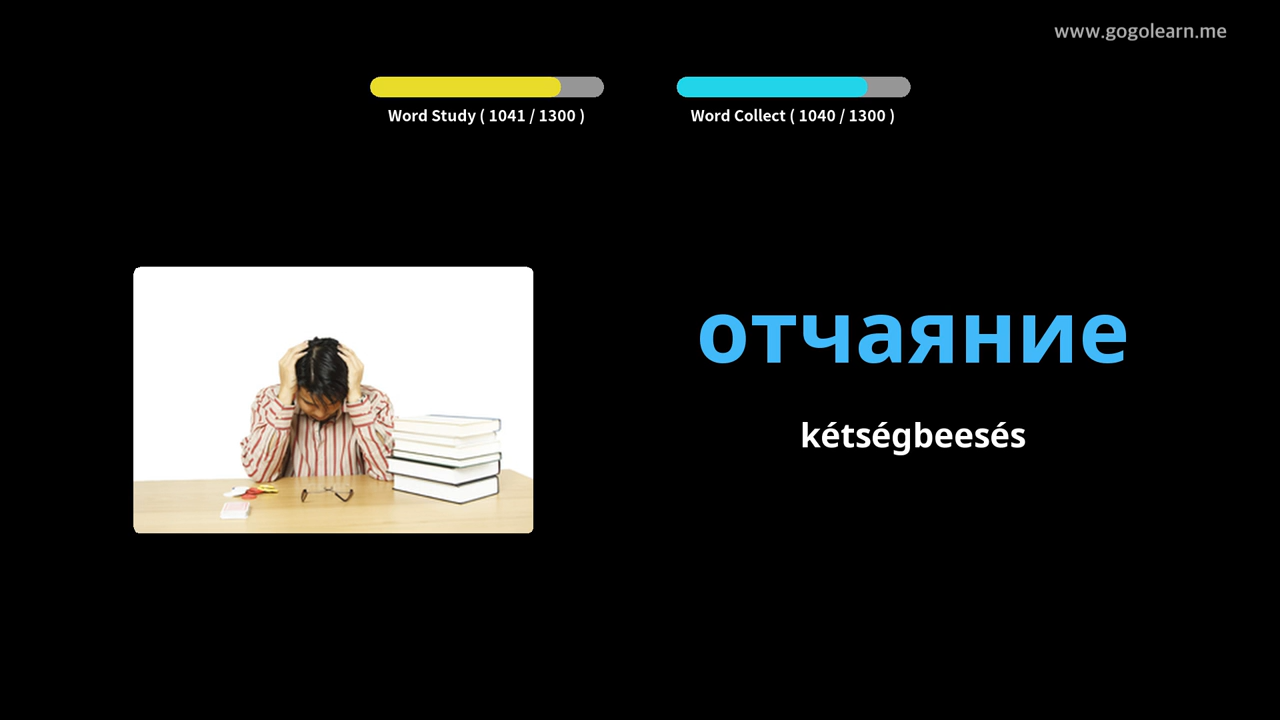 www.gogolearn.me
Word Study ( 1041 / 1300 )
Word Collect ( 1040 / 1300 )
отчаяние
kétségbeesés